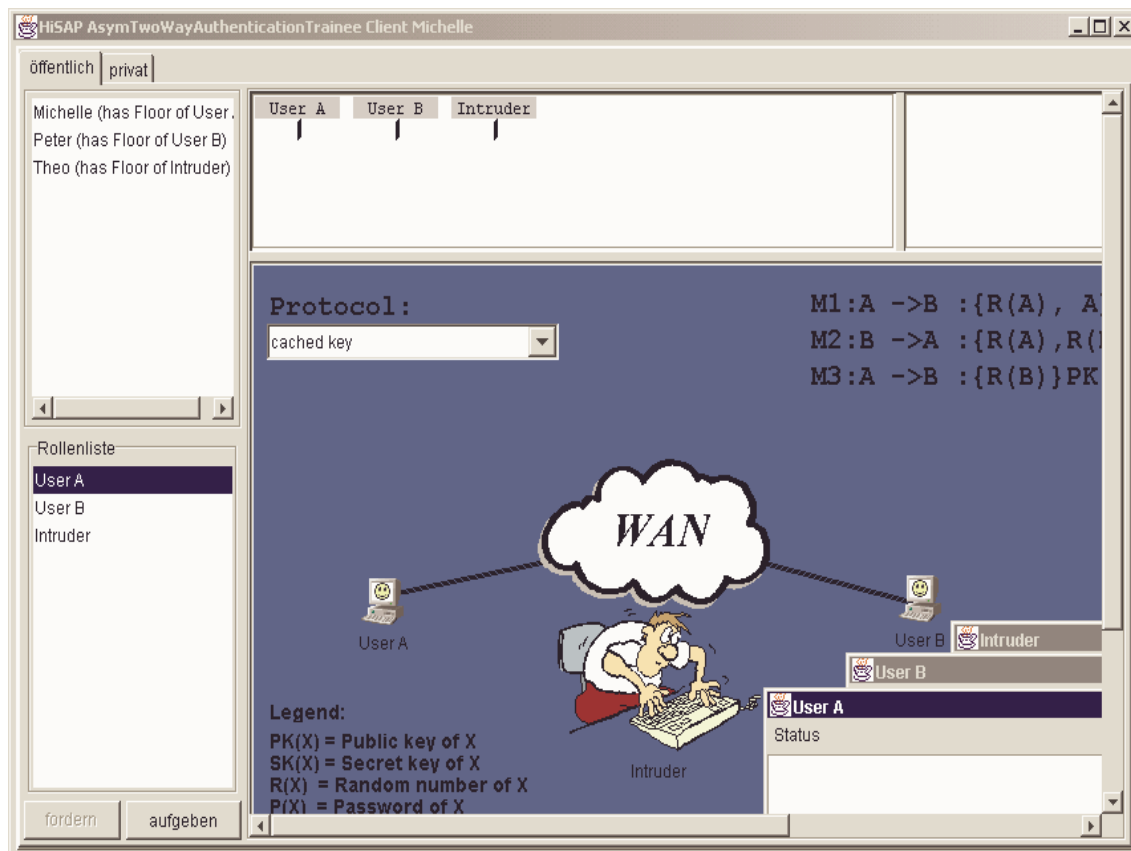 HiSAP AsymTwoWayAuthenticationTrainee Client Michelle
öffentlich privat
Michelle (has Floor of User
Peter (has Floor of User B)
Theo (has Floor of Intruder)
User A User B Intruder
Protocol:
cached key
M1:A ->B :{R(A), A
M2:B ->A :{R(A),R(
M3:A ->B :{R(B)}PK
Rollenliste
User A
User B
Intruder
WAN
User A
User B
Intruder
Intruder
User B
User A
Status
Legend:
PK(X) = Public key of X
SK(X) = Secret key of X
R(X) = Random number of X
P(X) = Password of X
fordern aufgeben